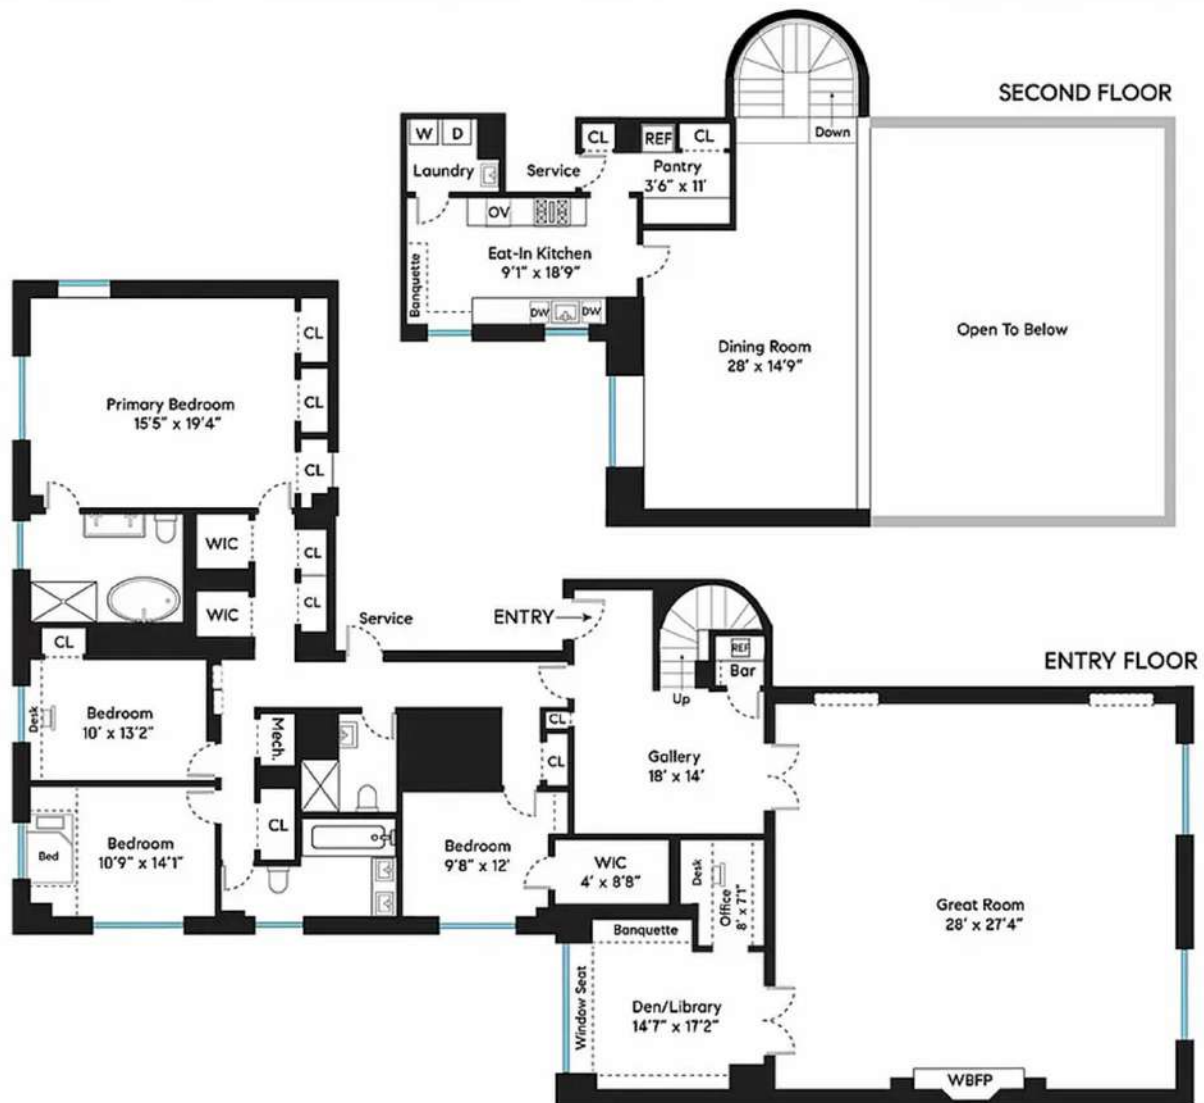 SECOND FLOOR
Down
CL
REF
CL
Pantry
3'6" x 11'
W
D
Laundry
Service
OV
Eat-In Kitchen
9'1" x 18'9"
Banquette
DW
DW
Dining Room
28' x 14'9"
Open To Below
CL
CL
CL
Primary Bedroom
15'5" x 19'4"
WIC
WIC
CL
CL
Service
ENTRY
ENTRY FLOOR
REF
Bar
Up
CL
Desk
Bedroom
10' x 13'2"
Mech.
CL
CL
Gallery
18' x 14'
Bed
Bedroom
10'9" x 14'1"
CL
Bedroom
9'8" x 12'
WIC
4' x 8'8"
Desk
Office
8' x 7'1"
Great Room
28' x 27'4"
Banquette
Window Seat
Den/Library
14'7" x 17'2"
WBFP